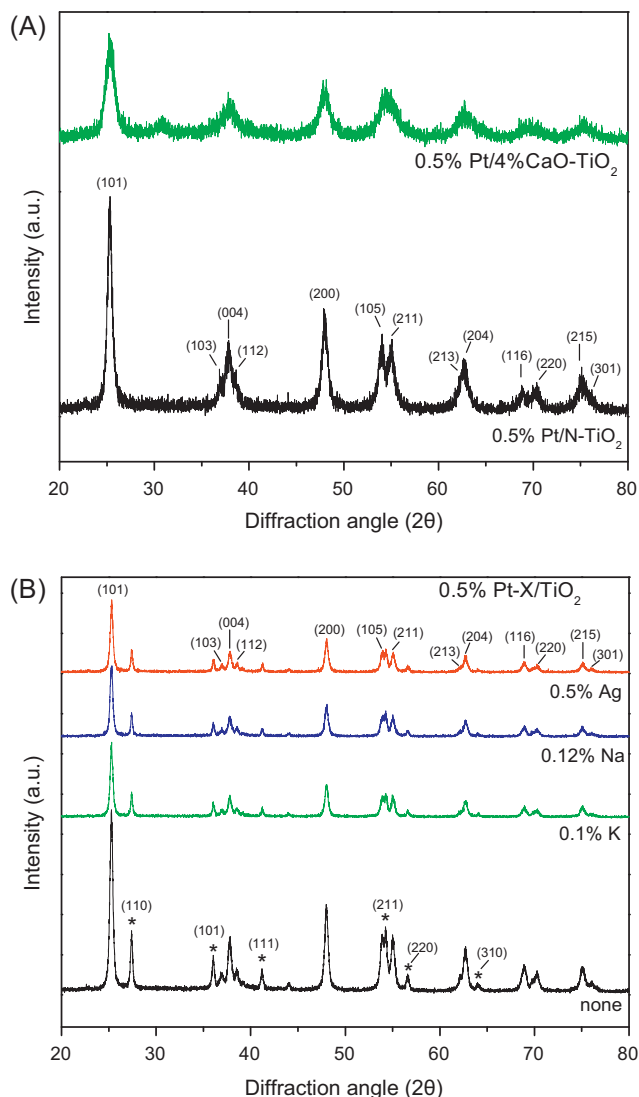 (A)
0.5% Pt/4%CaO-TiO2
(101)
(200)
(004)
(105)
(211)
(204)
(215)
(103)
(112)
(213)
(116)
(220)
(301)
0.5% Pt/N-TiO2
Intensity (a.u.)
20 30 40 50 60 70 80
Diffraction angle (2θ)
(B)
0.5% Pt-X/TiO2
(101)
(103)
(004)
(112)
(200)
(105)
(211)
(213)
(204)
(116)
(220)
(215)
(301)
0.5% Ag
0.12% Na
0.1% K
(110)
*
(101)
*
(111)
*
(211)
*
(220)
*
(310)
*
none
Intensity (a.u.)
20 30 40 50 60 70 80
Diffraction angle (2θ)